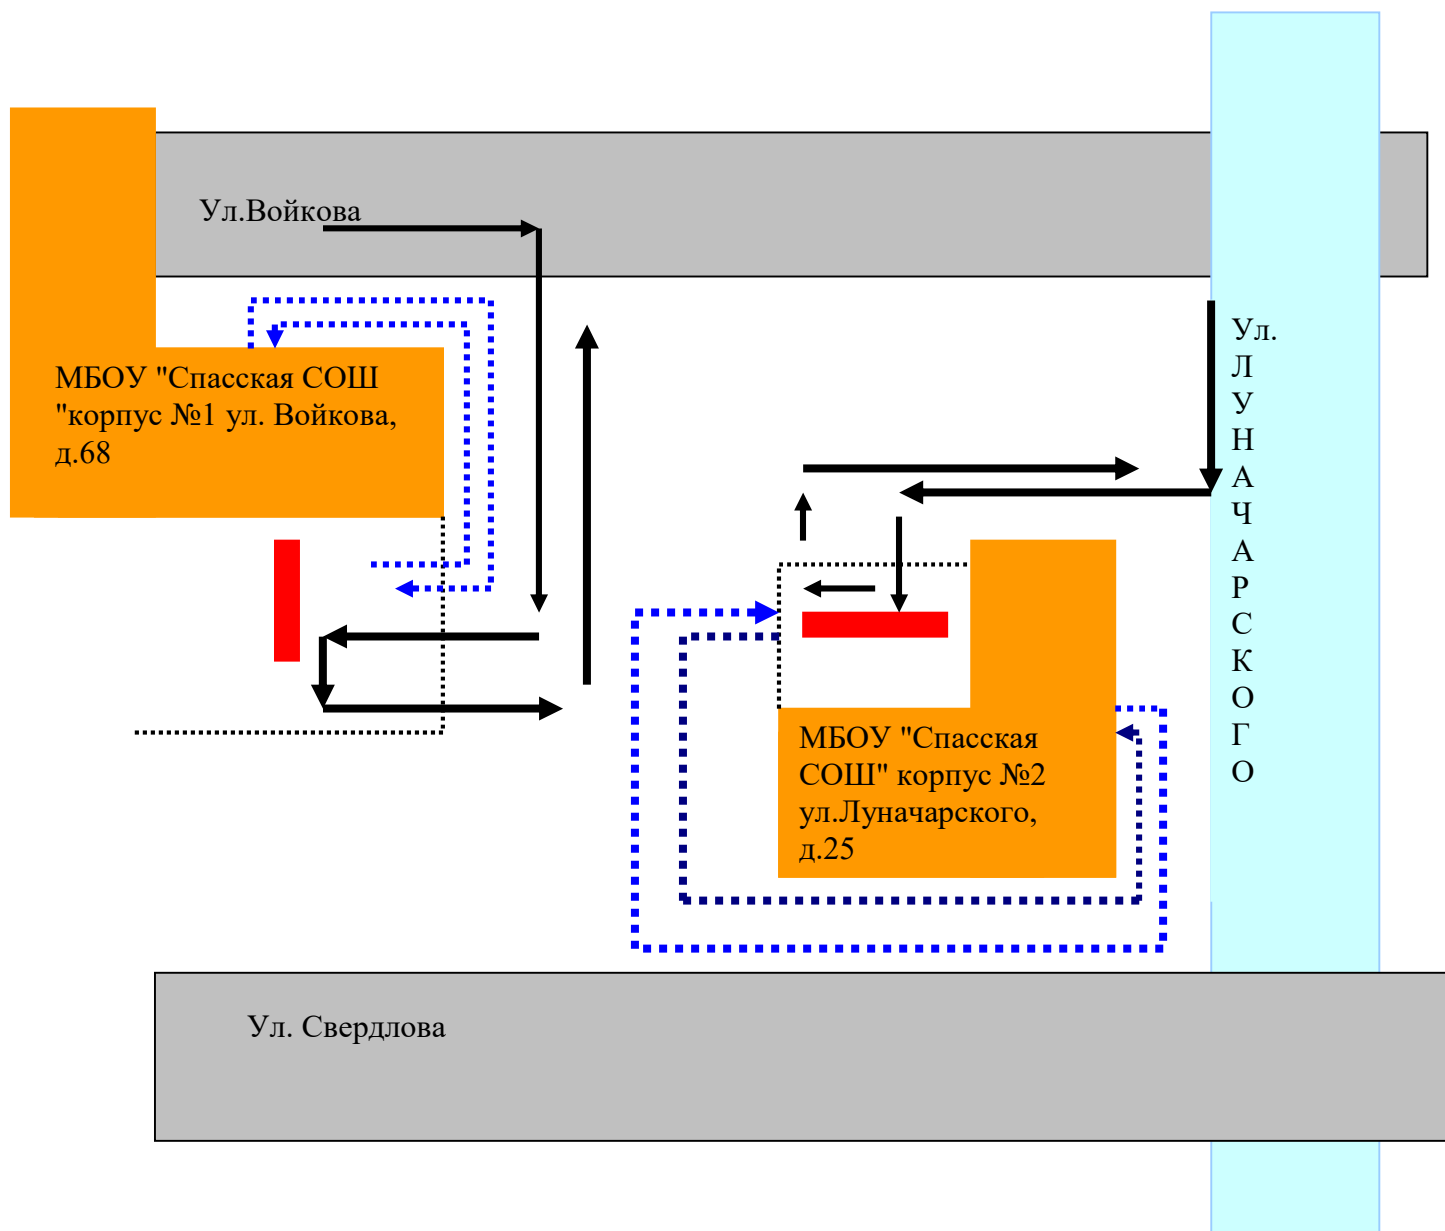 Ул.Войкова
МБОУ "Спасская СОШ
"корпус №1 ул. Войкова,
д.68
Ул.
Л
У
Н
А
Ч
А
Р
С
К
О
Г
О
МБОУ "Спасская
СОШ" корпус №2
ул.Луначарского,
д.25
Ул. Свердлова